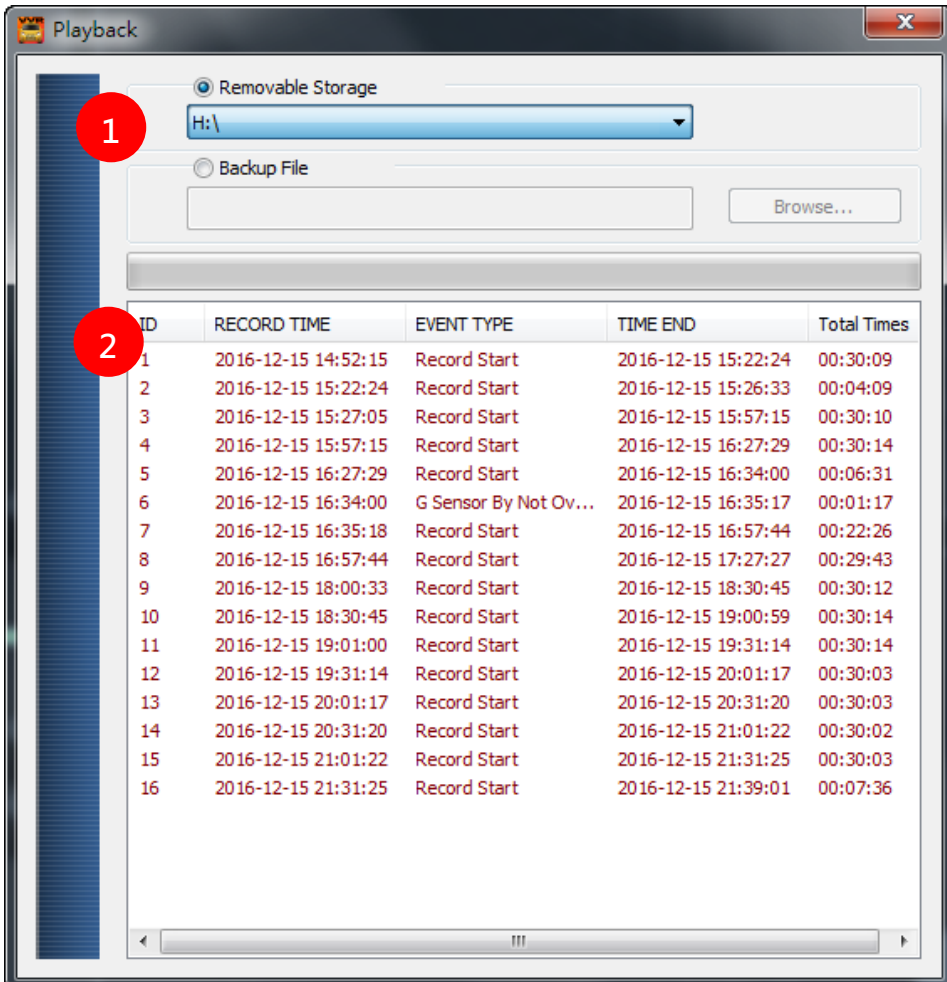 VVR Playback
Removable Storage
1 H:\
Backup File
Browse...
2
ID RECORD TIME EVENT TYPE TIME END Total Times
1 2016-12-15 14:52:15 Record Start 2016-12-15 15:22:24 00:30:09
2 2016-12-15 15:22:24 Record Start 2016-12-15 15:26:33 00:04:09
3 2016-12-15 15:27:05 Record Start 2016-12-15 15:57:15 00:30:10
4 2016-12-15 15:57:15 Record Start 2016-12-15 16:27:29 00:30:14
5 2016-12-15 16:27:29 Record Start 2016-12-15 16:34:00 00:06:31
6 2016-12-15 16:34:00 G Sensor By Not Ov... 2016-12-15 16:35:17 00:01:17
7 2016-12-15 16:35:18 Record Start 2016-12-15 16:57:44 00:22:26
8 2016-12-15 16:57:44 Record Start 2016-12-15 17:27:27 00:29:43
9 2016-12-15 18:00:33 Record Start 2016-12-15 18:30:45 00:30:12
10 2016-12-15 18:30:45 Record Start 2016-12-15 19:00:59 00:30:14
11 2016-12-15 19:01:00 Record Start 2016-12-15 19:31:14 00:30:14
12 2016-12-15 19:31:14 Record Start 2016-12-15 20:01:17 00:30:03
13 2016-12-15 20:01:17 Record Start 2016-12-15 20:31:20 00:30:03
14 2016-12-15 20:31:20 Record Start 2016-12-15 21:01:22 00:30:02
15 2016-12-15 21:01:22 Record Start 2016-12-15 21:31:25 00:30:03
16 2016-12-15 21:31:25 Record Start 2016-12-15 21:39:01 00:07:36